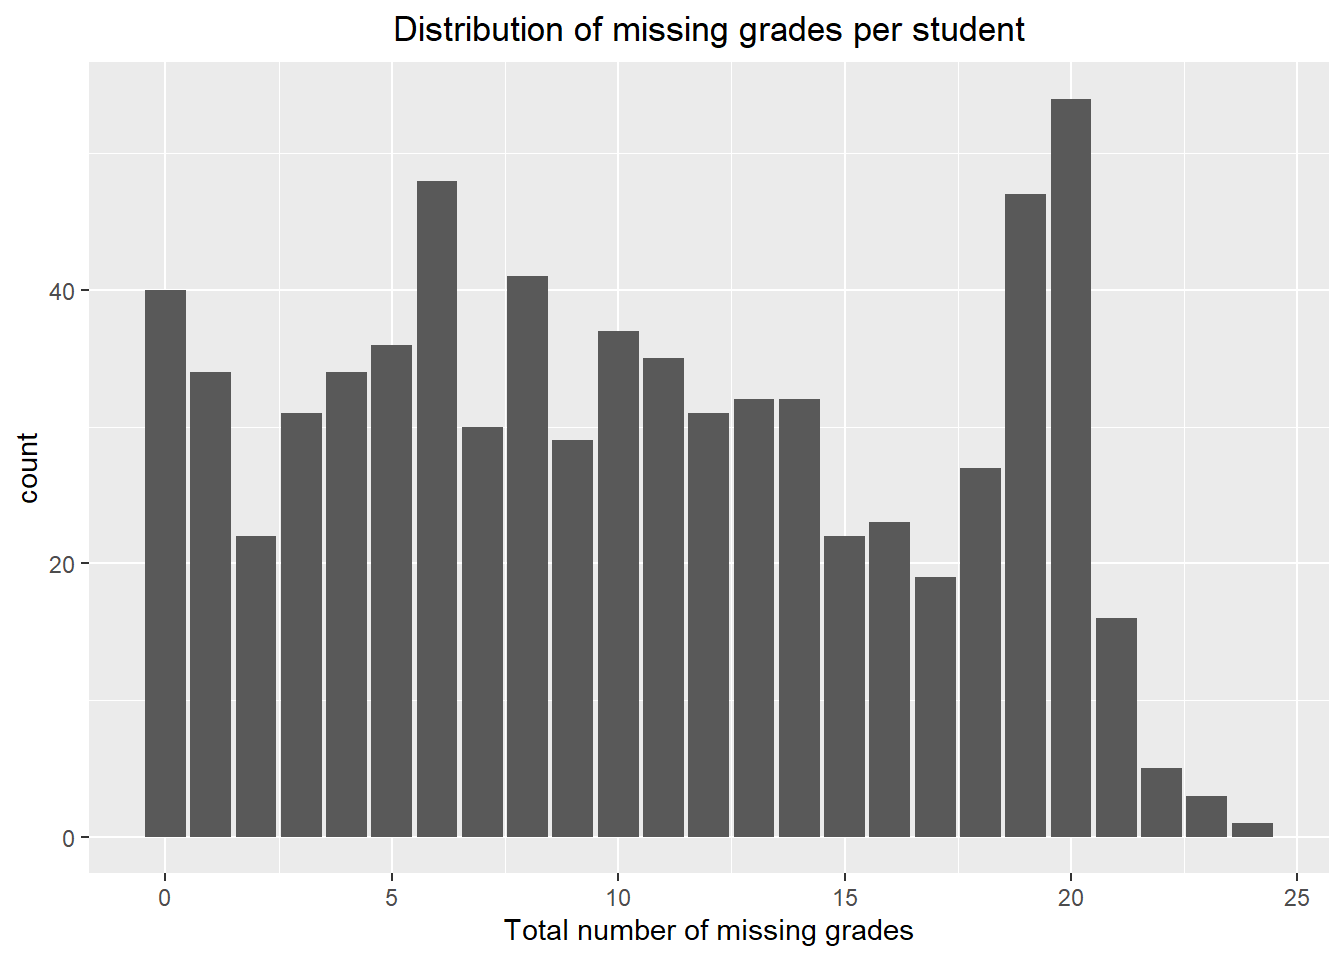 Distribution of missing grades per student
count
40
20
0
0 5 10 15 20 25
Total number of missing grades